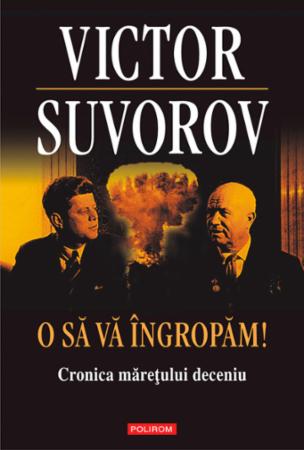 VICTOR
SUVOROV
O SĂ VĂ ÎNGROPĂM!
Cronica măreţului deceniu
POLIROM